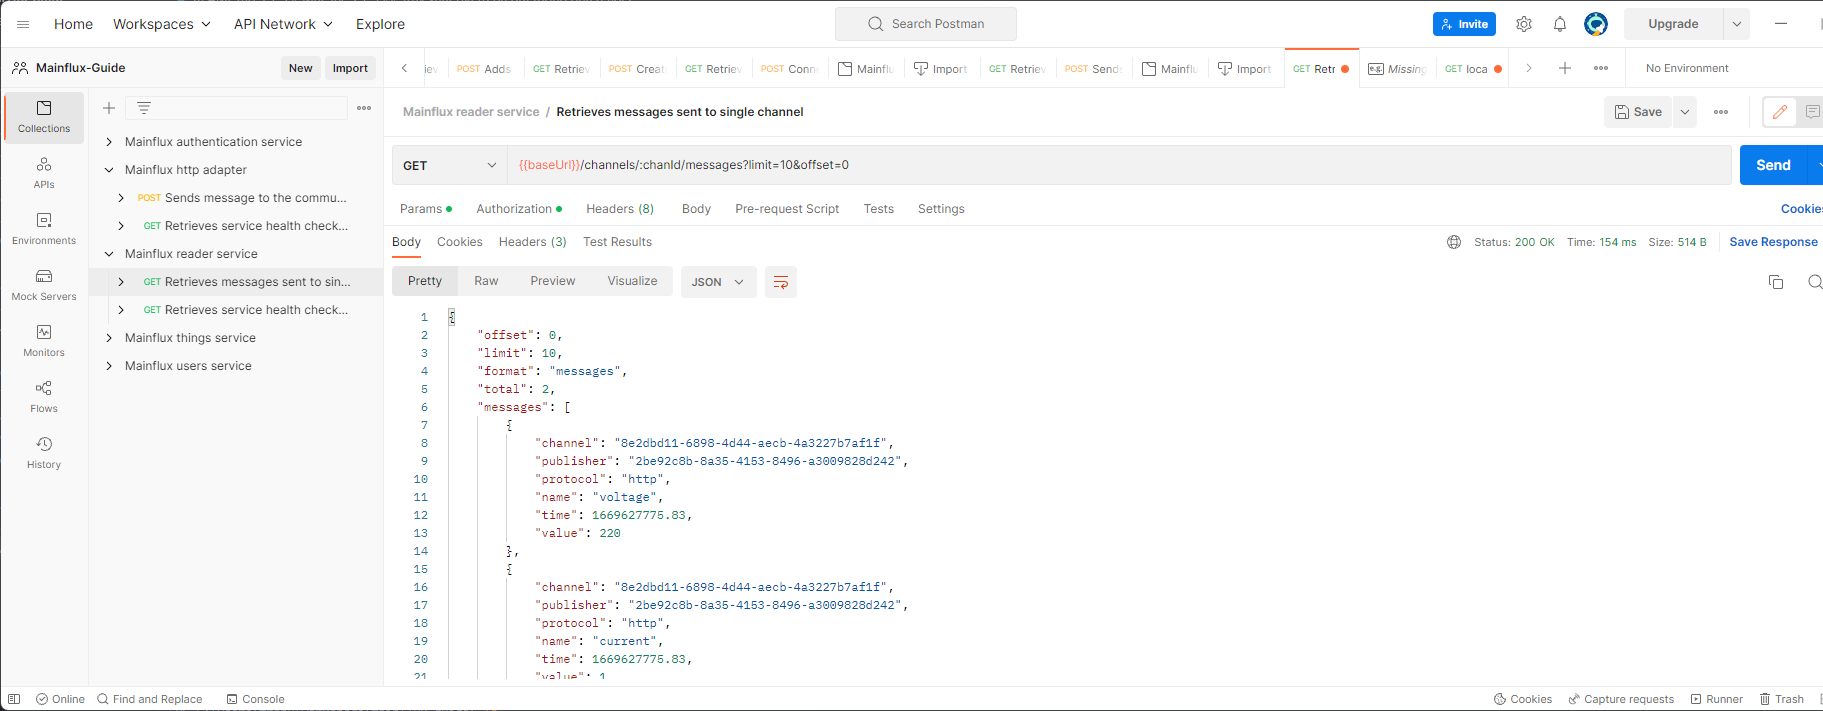 Home Workspaces API Network Explore Search Postman Invite Upgrade
Mainflux-Guide New Import POST Adds GET Retriev POST Creat GET Retriev POST Conn Mainflu Import GET Retriev POST Send Mainflu Import GET Retr Missing GET loca No Environment
Collections
APIs
Environments
Mock Servers
Monitors
Flows
History
Mainflux authentication service
Mainflux http adapter
POST Sends message to the commu...
GET Retrieves service health check...
Mainflux reader service
GET Retrieves messages sent to sin...
GET Retrieves service health check...
Mainflux things service
Mainflux users service
Mainflux reader service / Retrieves messages sent to single channel Save
GET {{baseUrl}}/channels/:chanId/messages?limit=10&offset=0 Send
Params Authorization Headers (8) Body Pre-request Script Tests Settings Cookies
Body Cookies Headers (3) Test Results Status: 200 OK Time: 154 ms Size: 514 B Save Response
Pretty Raw Preview Visualize JSON
1 {
2 "offset": 0,
3 "limit": 10,
4 "format": "messages",
5 "total": 2,
6 "messages": [
7 {
8 "channel": "8e2dbd11-6898-4d44-aecb-4a3227b7af1f",
9 "publisher": "2be92c8b-8a35-4153-8496-a3009828d242",
10 "protocol": "http",
11 "name": "voltage",
12 "time": 1669627775.83,
13 "value": 220
14 },
15 {
16 "channel": "8e2dbd11-6898-4d44-aecb-4a3227b7af1f",
17 "publisher": "2be92c8b-8a35-4153-8496-a3009828d242",
18 "protocol": "http",
19 "name": "current",
20 "time": 1669627775.83,
21 "value": 1
Online Find and Replace Console Cookies Capture requests Runner Trash